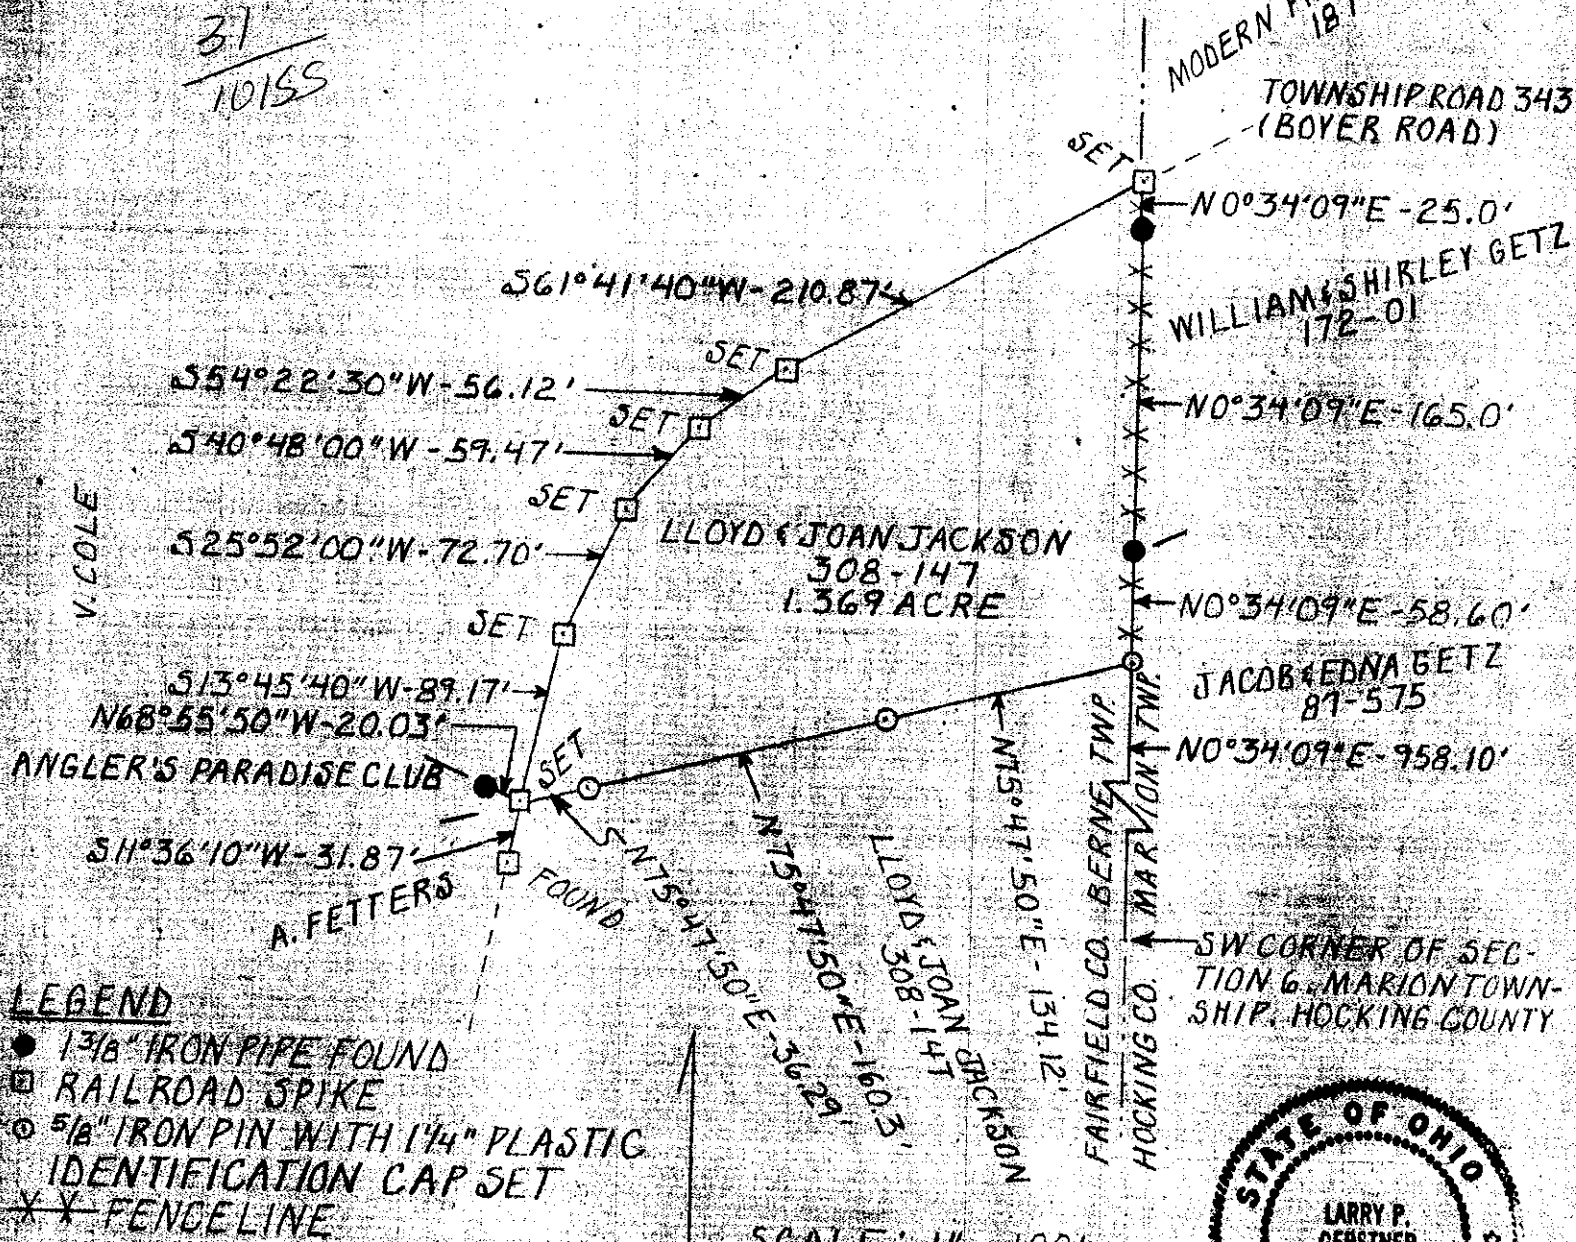 31
10155
MODERN
187
TOWNSHIP ROAD 343
(BOYER ROAD)
SET
N0°34'09"E-25.0'
WILLIAM & SHIRLEY GETZ
172-01
S61°41'40"W-210.87'
SET
S54°22'30"W-56.12'
SET
N0°34'09"E-165.0'
S40°48'00"W-59.47'
SET
V. COLE
S25°52'00"W-72.70'
LLOYD & JOAN JACKSON
308-147
1.369 ACRE
N0°34'09"E-58.60'
SET
JACOB & EDNA GETZ
87-575
S13°45'40"W-89.17'
N68°55'50"W-20.03'
ANGLER'S PARADISE CLUB
SET
N0°34'09"E-958.10'
S11°36'10"W-31.87'
A. FETTERS
FOUND
N75°47'50"E-36.29'
N75°47'50"E-160.3'
LLOYD & JOAN JACKSON
308-147
N75°47'50"E-134.12'
FAIRFIELD CO. BERNE TWP.
HOCKING CO. MARION TWP.
SW CORNER OF SEC-
TION 6, MARION TOWN-
SHIP, HOCKING COUNTY
LEGEND
1 3/8" IRON PIPE FOUND
RAILROAD SPIKE
5/8" IRON PIN WITH 1 1/4" PLASTIC
IDENTIFICATION CAP SET
X X FENCELINE
SCALE: 1"
STATE OF OHIO
LARRY P.
GERSTNER